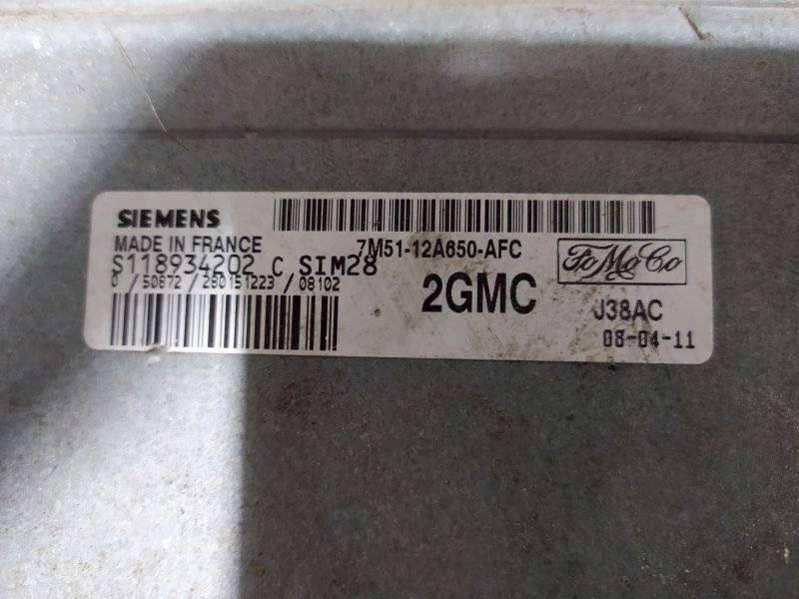 SIEMENS
MADE IN FRANCE
7M51-12A650-AFC
FoMoCo
S118934202 C SIM28
0 / 50872 / 280151223 / 08102
2GMC
J38AC
08-04-11